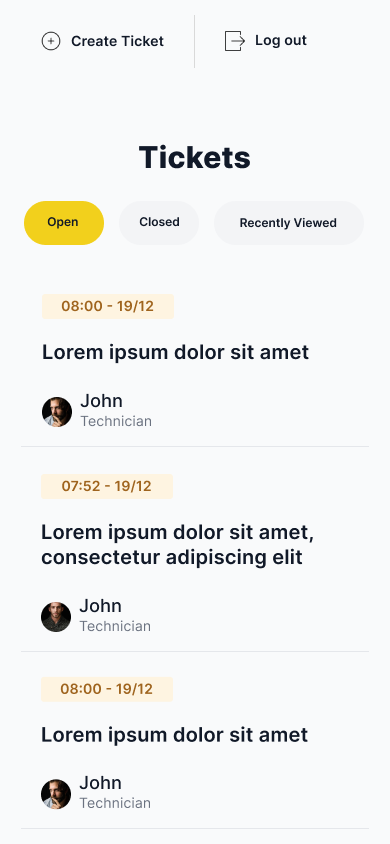 Create Ticket
Log out
Tickets
Open
Closed
Recently Viewed
08:00 - 19/12
Lorem ipsum dolor sit amet
John
Technician
07:52 - 19/12
Lorem ipsum dolor sit amet,
consectetur adipiscing elit
John
Technician
08:00 - 19/12
Lorem ipsum dolor sit amet
John
Technician